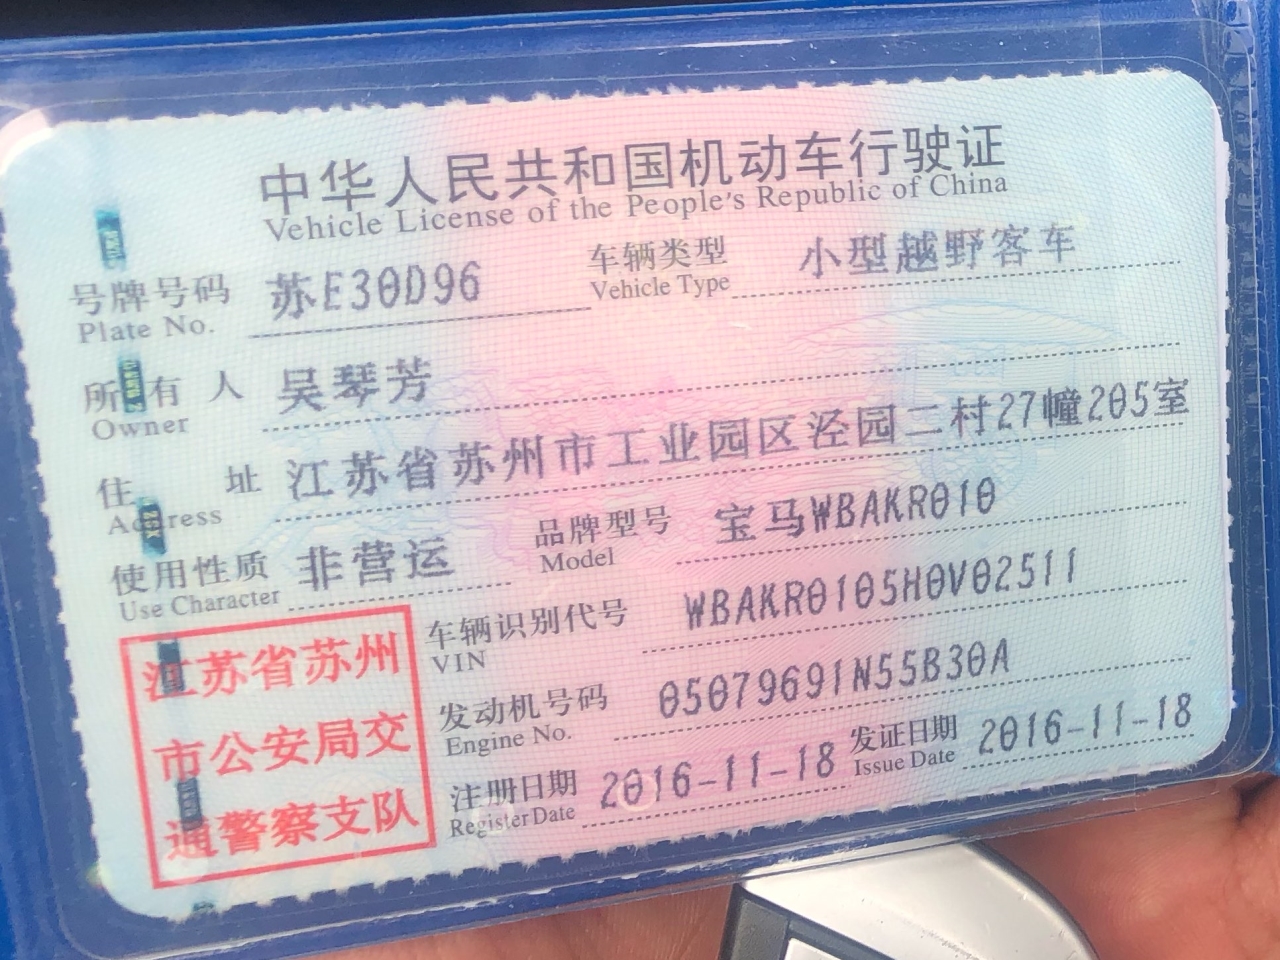 中华人民共和国机动车行驶证
Vehicle License of the People's Republic of China
号牌号码 苏E30D96 车辆类型 小型越野客车
Plate No. Vehicle Type
所有人 吴琴芳
Owner
住址 江苏省苏州市工业园区泾园二村27幢205室
Address
使用性质 非营运 品牌型号 宝马WBAKR010
Use Character Model
江苏省苏州
市公安局交
通警察支队
车辆识别代号 WBAKR0105H0V02511
VIN
发动机号码 05079691N55B30A
Engine No.
注册日期 2016-11-18 发证日期 2016-11-18
Register Date Issue Date